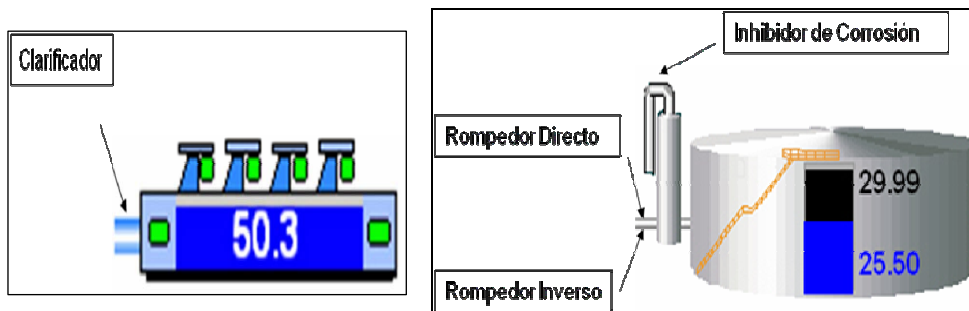 Clarificador
50.3
Inhibidor de Corrosión
Rompedor Directo
29.99
25.50
Rompedor Inverso